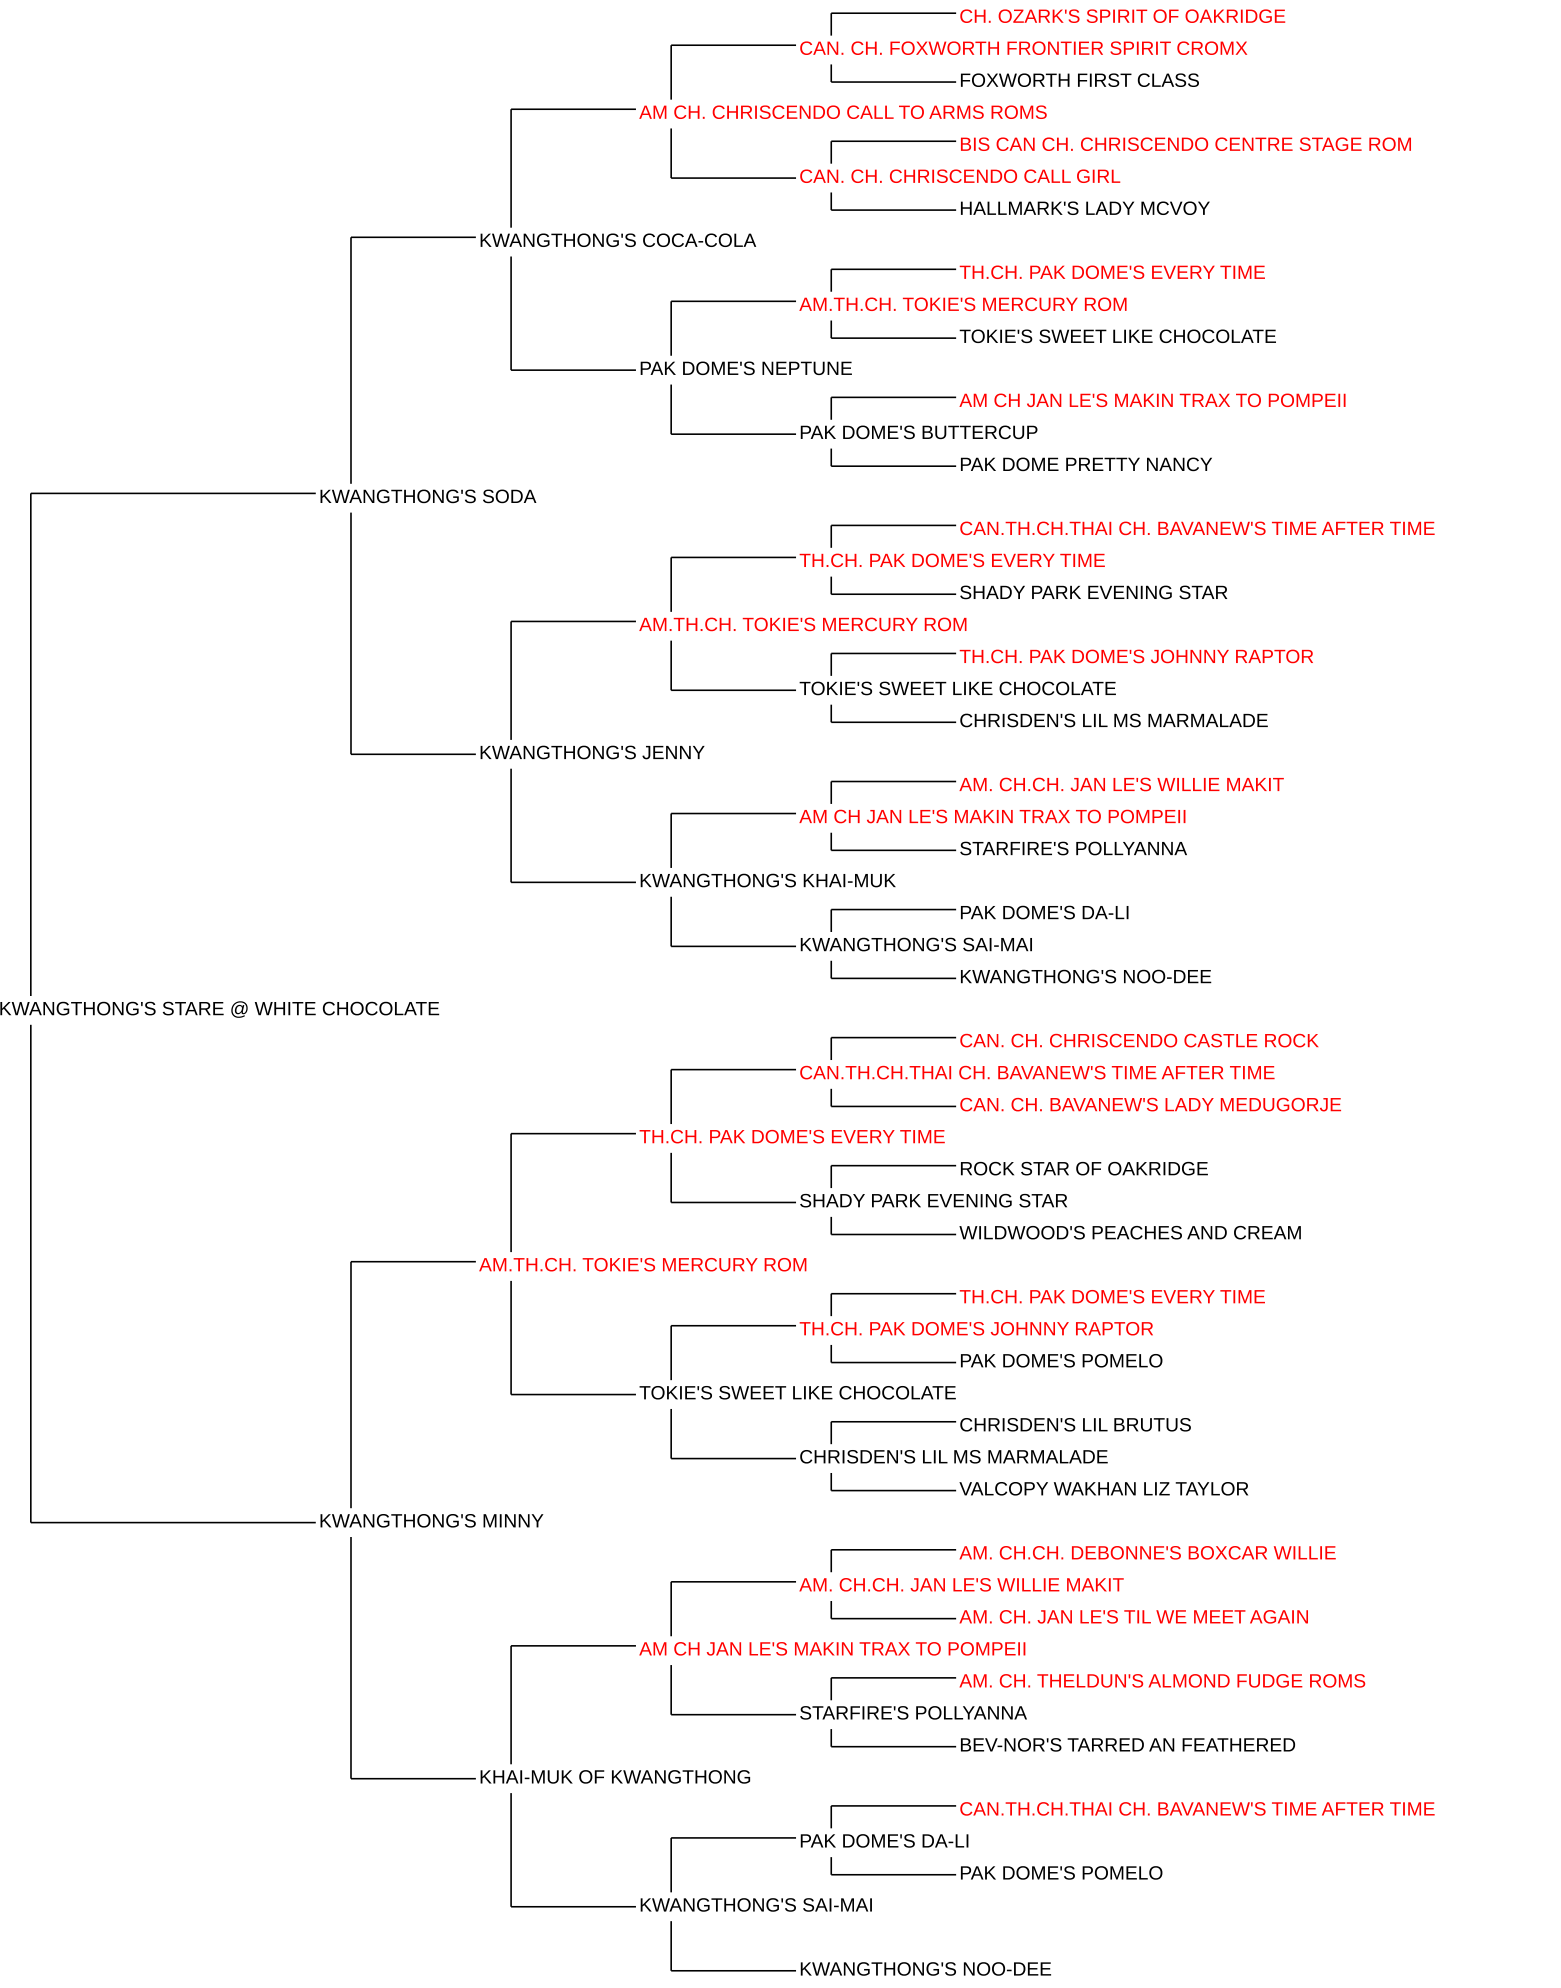 CH. OZARK'S SPIRIT OF OAKRIDGE
CAN. CH. FOXWORTH FRONTIER SPIRIT CROMX
FOXWORTH FIRST CLASS
AM CH. CHRISCENDO CALL TO ARMS ROMS
BIS CAN CH. CHRISCENDO CENTRE STAGE ROM
CAN. CH. CHRISCENDO CALL GIRL
HALLMARK'S LADY MCVOY
KWANGTHONG'S COCA-COLA
TH.CH. PAK DOME'S EVERY TIME
AM.TH.CH. TOKIE'S MERCURY ROM
TOKIE'S SWEET LIKE CHOCOLATE
PAK DOME'S NEPTUNE
AM CH JAN LE'S MAKIN TRAX TO POMPEII
PAK DOME'S BUTTERCUP
PAK DOME PRETTY NANCY
KWANGTHONG'S SODA
CAN.TH.CH.THAI CH. BAVANEW'S TIME AFTER TIME
TH.CH. PAK DOME'S EVERY TIME
SHADY PARK EVENING STAR
AM.TH.CH. TOKIE'S MERCURY ROM
TH.CH. PAK DOME'S JOHNNY RAPTOR
TOKIE'S SWEET LIKE CHOCOLATE
CHRISDEN'S LIL MS MARMALADE
KWANGTHONG'S JENNY
AM. CH.CH. JAN LE'S WILLIE MAKIT
AM CH JAN LE'S MAKIN TRAX TO POMPEII
STARFIRE'S POLLYANNA
KWANGTHONG'S KHAI-MUK
PAK DOME'S DA-LI
KWANGTHONG'S SAI-MAI
KWANGTHONG'S NOO-DEE
KWANGTHONG'S STARE @ WHITE CHOCOLATE
CAN. CH. CHRISCENDO CASTLE ROCK
CAN.TH.CH.THAI CH. BAVANEW'S TIME AFTER TIME
CAN. CH. BAVANEW'S LADY MEDUGORJE
TH.CH. PAK DOME'S EVERY TIME
ROCK STAR OF OAKRIDGE
SHADY PARK EVENING STAR
WILDWOOD'S PEACHES AND CREAM
AM.TH.CH. TOKIE'S MERCURY ROM
TH.CH. PAK DOME'S EVERY TIME
TH.CH. PAK DOME'S JOHNNY RAPTOR
PAK DOME'S POMELO
TOKIE'S SWEET LIKE CHOCOLATE
CHRISDEN'S LIL BRUTUS
CHRISDEN'S LIL MS MARMALADE
VALCOPY WAKHAN LIZ TAYLOR
KWANGTHONG'S MINNY
AM. CH.CH. DEBONNE'S BOXCAR WILLIE
AM. CH.CH. JAN LE'S WILLIE MAKIT
AM. CH. JAN LE'S TIL WE MEET AGAIN
AM CH JAN LE'S MAKIN TRAX TO POMPEII
AM. CH. THELDUN'S ALMOND FUDGE ROMS
STARFIRE'S POLLYANNA
BEV-NOR'S TARRED AN FEATHERED
KHAI-MUK OF KWANGTHONG
CAN.TH.CH.THAI CH. BAVANEW'S TIME AFTER TIME
PAK DOME'S DA-LI
PAK DOME'S POMELO
KWANGTHONG'S SAI-MAI
KWANGTHONG'S NOO-DEE